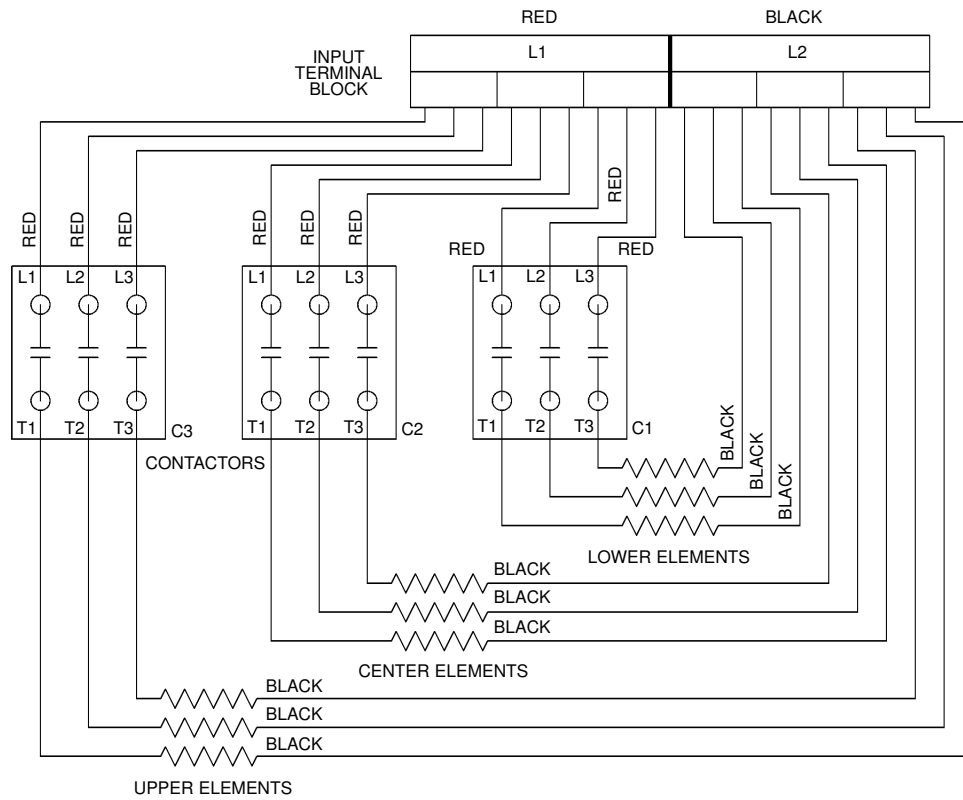 RED BLACK
INPUT
TERMINAL
BLOCK
L1 L2
RED RED RED RED RED RED RED
RED RED
L1 L2 L3 L1 L2 L3 L1 L2 L3
T1 T2 T3 C3 T1 T2 T3 C2 T1 T2 T3 C1
CONTACTORS
BLACK
BLACK
BLACK
LOWER ELEMENTS
BLACK
BLACK
BLACK
CENTER ELEMENTS
BLACK
BLACK
BLACK
UPPER ELEMENTS